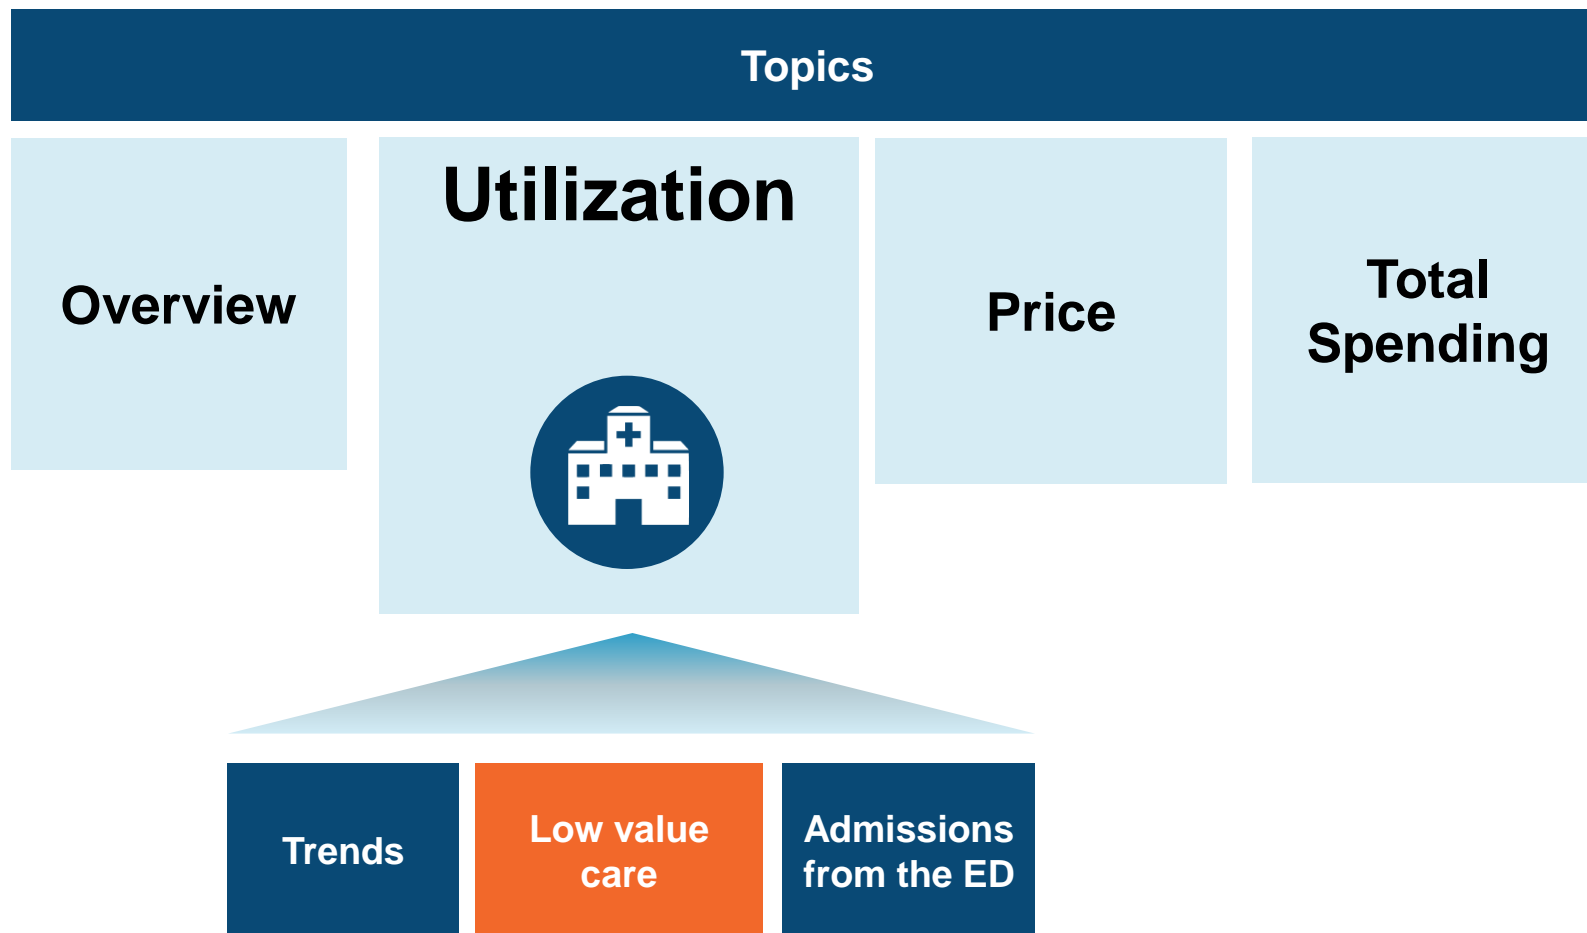 Topics
Overview
Utilization
Price
Total
Spending
Trends
Low value
care
Admissions
from the ED